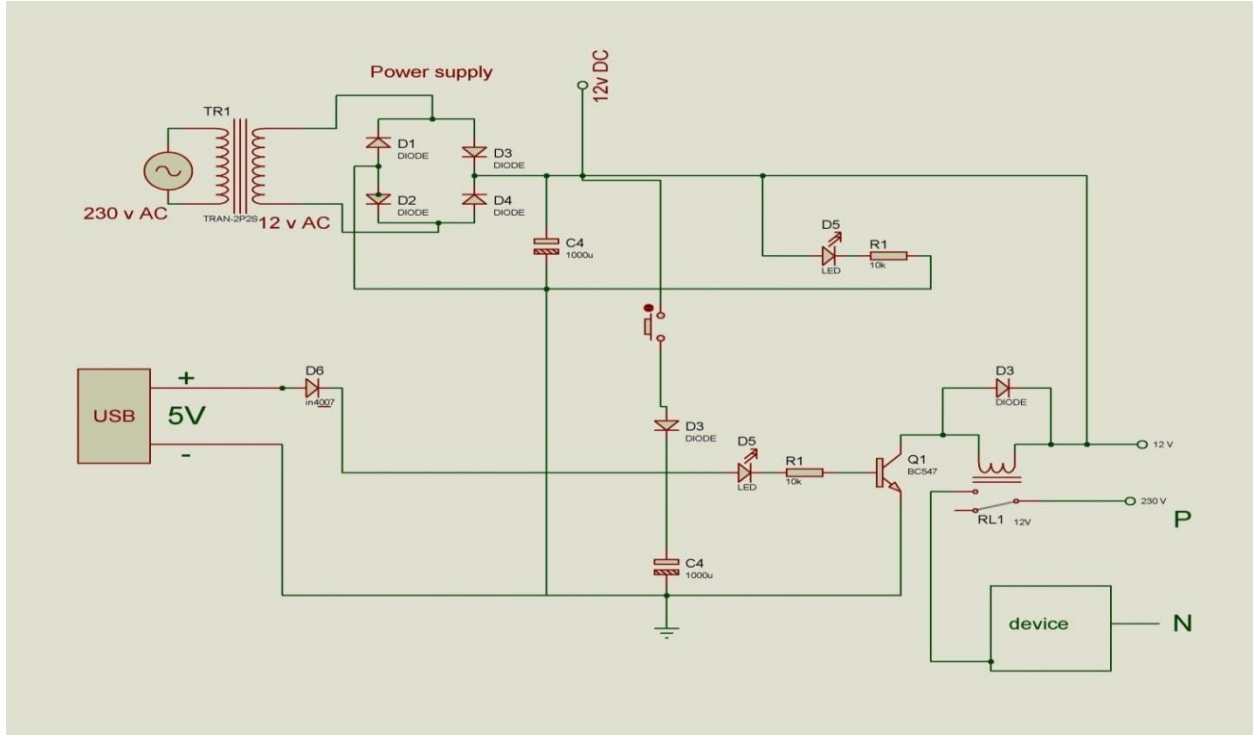 Power supply
12v DC
TR1
TRAN-2P2S
230 v AC
12 v AC
D1
DIODE
D3
DIODE
D2
DIODE
D4
DIODE
C4
1000u
D5
LED
R1
10k
USB
+
5V
-
D6
in4007
D3
DIODE
D5
LED
R1
10k
Q1
BC547
D3
DIODE
12 V
230 V
P
RL1
12V
C4
1000u
device
N